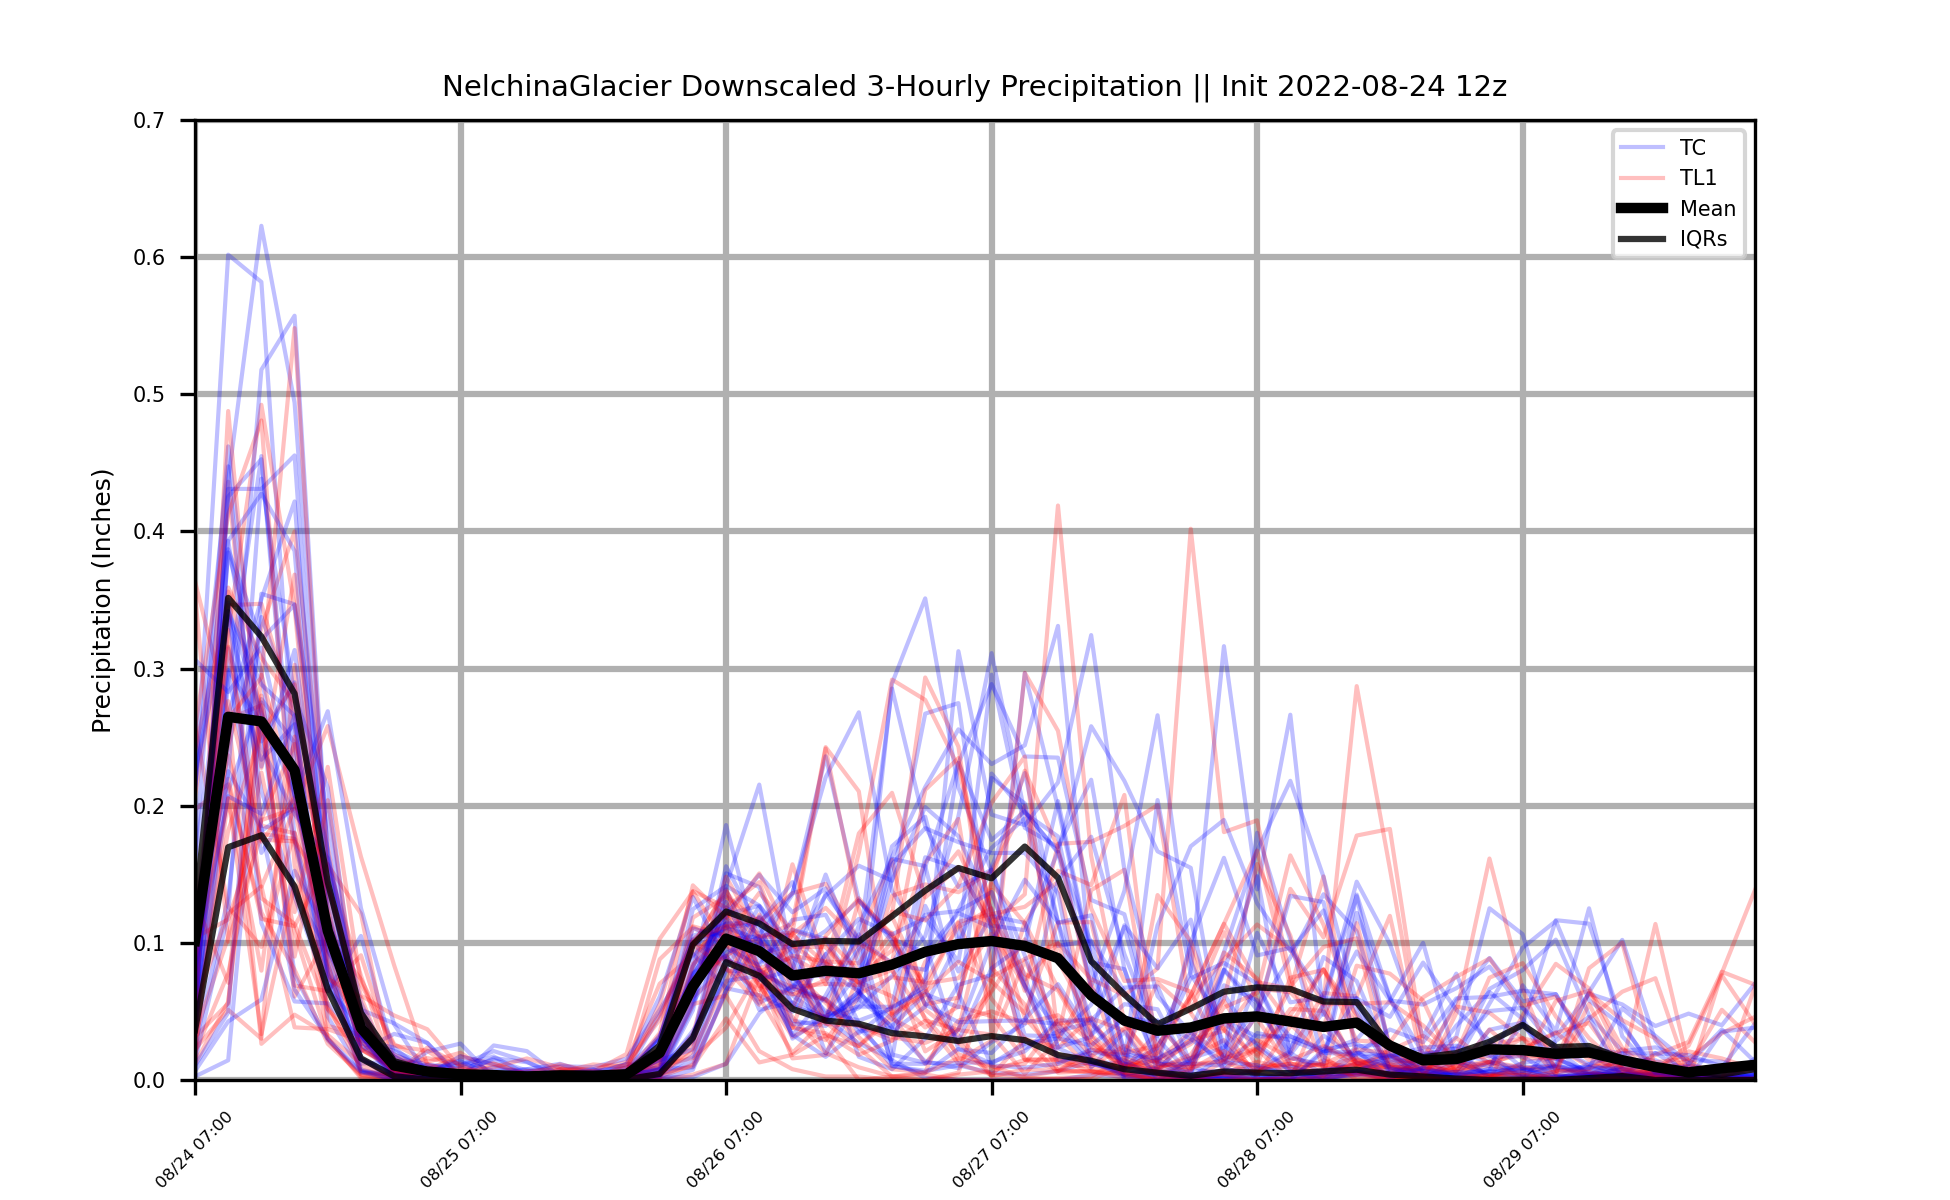 NelchinaGlacier Downscaled 3-Hourly Precipitation || Init 2022-08-24 12z
TC
TL1
Mean
IQRs
Precipitation (Inches)
0.7
0.6
0.5
0.4
0.3
0.2
0.1
0.0
08/24 07:00
08/25 07:00
08/26 07:00
08/27 07:00
08/28 07:00
08/29 07:00